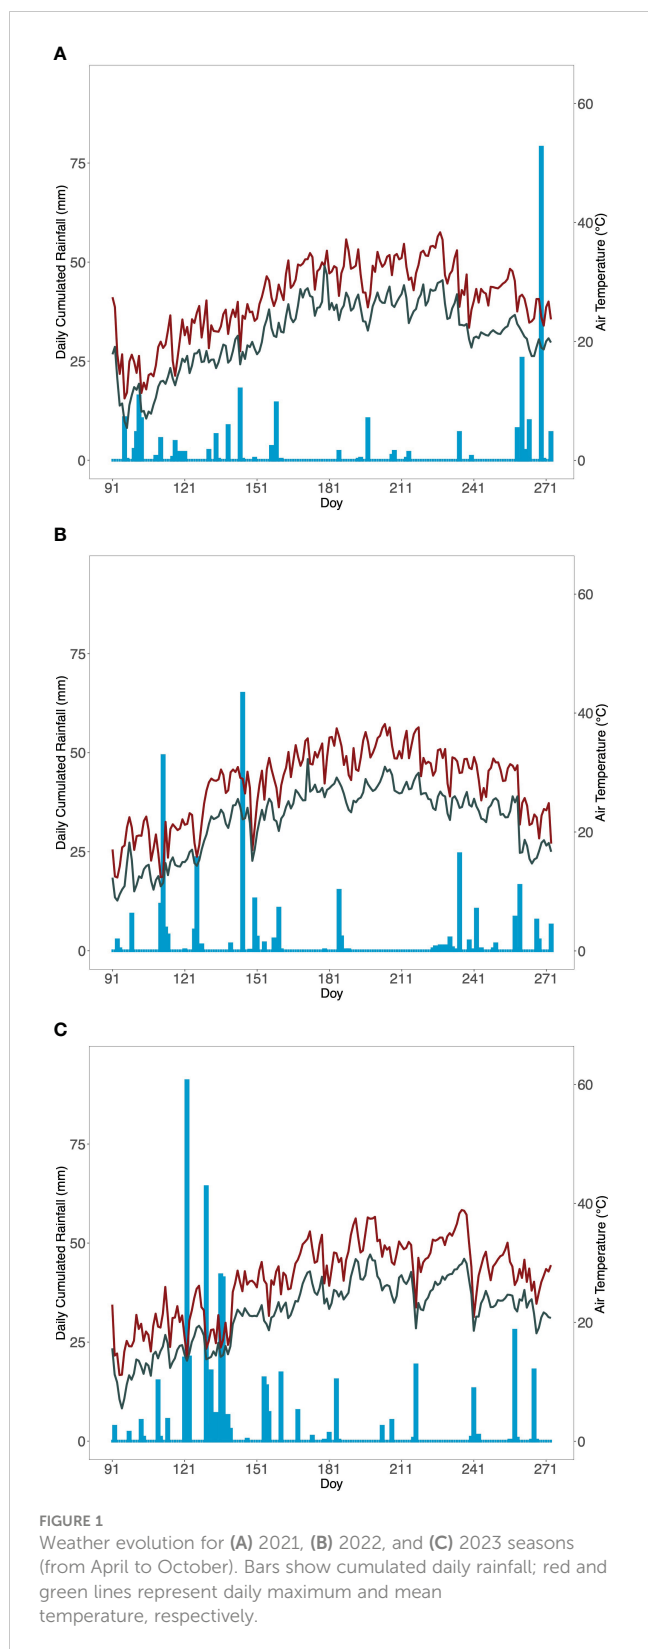 A
75
50
25
0
Daily Cumulated Rainfall (mm)
60
40
20
0
Air Temperature (°C)
91 121 151 181 211 241 271
Doy
B
75
50
25
0
Daily Cumulated Rainfall (mm)
60
40
20
0
Air Temperature (°C)
91 121 151 181 211 241 271
Doy
C
75
50
25
0
Daily Cumulated Rainfall (mm)
60
40
20
0
Air Temperature (°C)
91 121 151 181 211 241 271
Doy
FIGURE 1
Weather evolution for (A) 2021, (B) 2022, and (C) 2023 seasons
(from April to October). Bars show cumulated daily rainfall; red and
green lines represent daily maximum and mean
temperature, respectively.